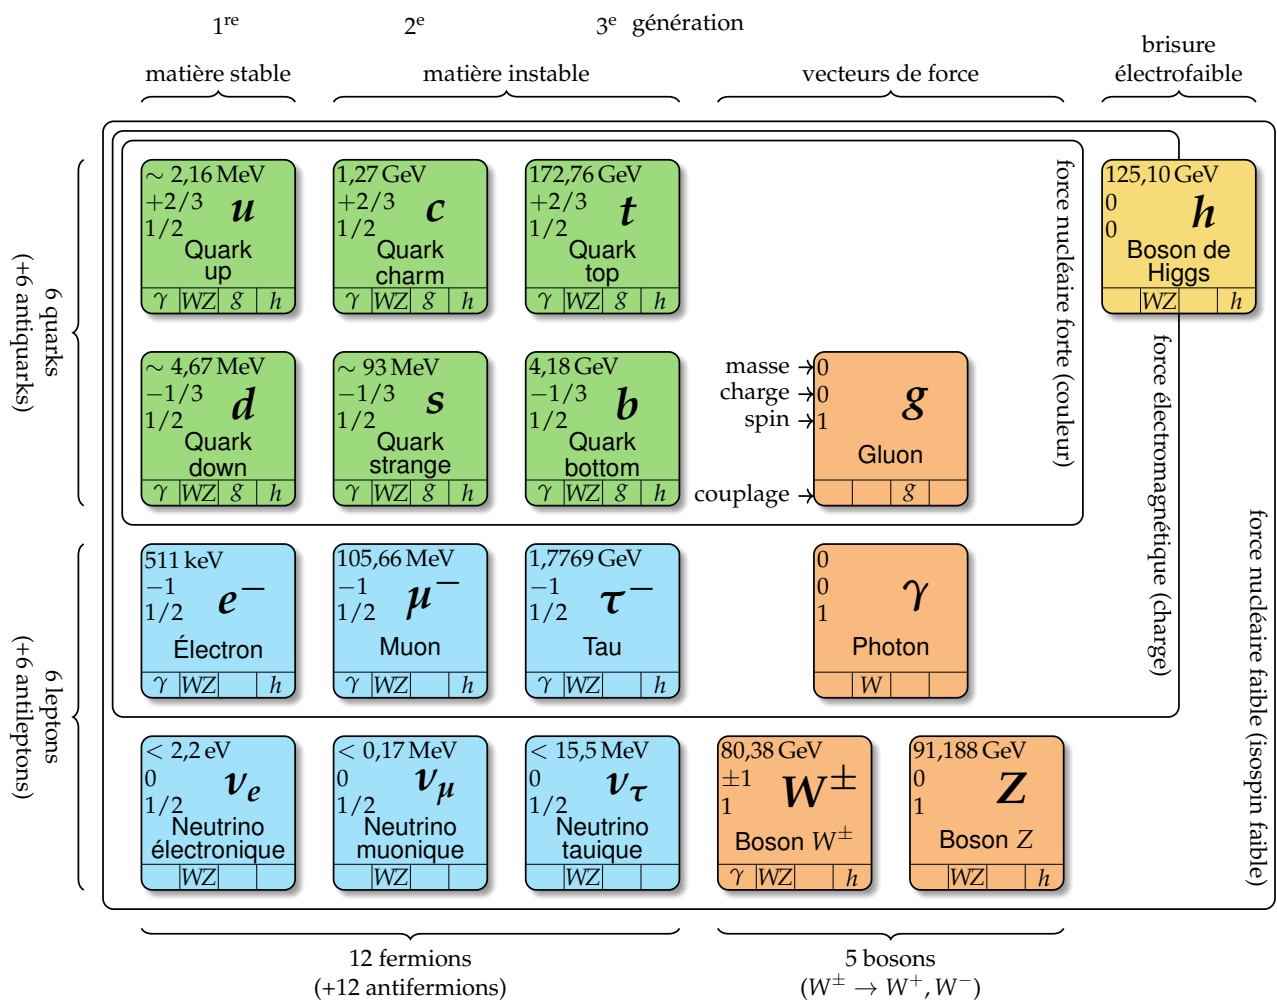 1re 2e 3e génération
matière stable
matière instable
vecteurs de force
brisure
électrofaible
6 quarks
(+6 antiquarks)
∼ 2,16 MeV
+2/3
1/2
u
Quark
up
γ WZ g h
1,27 GeV
+2/3
1/2
c
Quark
charm
γ WZ g h
172,76 GeV
+2/3
1/2
t
Quark
top
γ WZ g h
force nucléaire forte (couleur)
125,10 GeV
0
0
h
Boson de
Higgs
WZ h
∼ 4,67 MeV
−1/3
1/2
d
Quark
down
γ WZ g h
∼ 93 MeV
−1/3
1/2
s
Quark
strange
γ WZ g h
4,18 GeV
−1/3
1/2
b
Quark
bottom
γ WZ g h
masse
charge
spin
couplage
0
0
1
g
Gluon
g
force électromagnétique (charge)
force nucléaire faible (isospin faible)
6 leptons
(+6 antileptons)
511 keV
−1
1/2
e−
Électron
γ WZ h
105,66 MeV
−1
1/2
μ−
Muon
γ WZ h
1,7769 GeV
−1
1/2
τ−
Tau
γ WZ h
0
0
1
γ
Photon
W
< 2,2 eV
0
1/2
νe
Neutrino
électronique
WZ
< 0,17 MeV
0
1/2
νμ
Neutrino
muonique
WZ
< 15,5 MeV
0
1/2
ντ
Neutrino
tauique
WZ
80,38 GeV
±1
1
W±
Boson W±
γ WZ h
91,188 GeV
0
1
Z
Boson Z
WZ h
12 fermions
(+12 antifermions)
5 bosons
(W± → W+, W−)